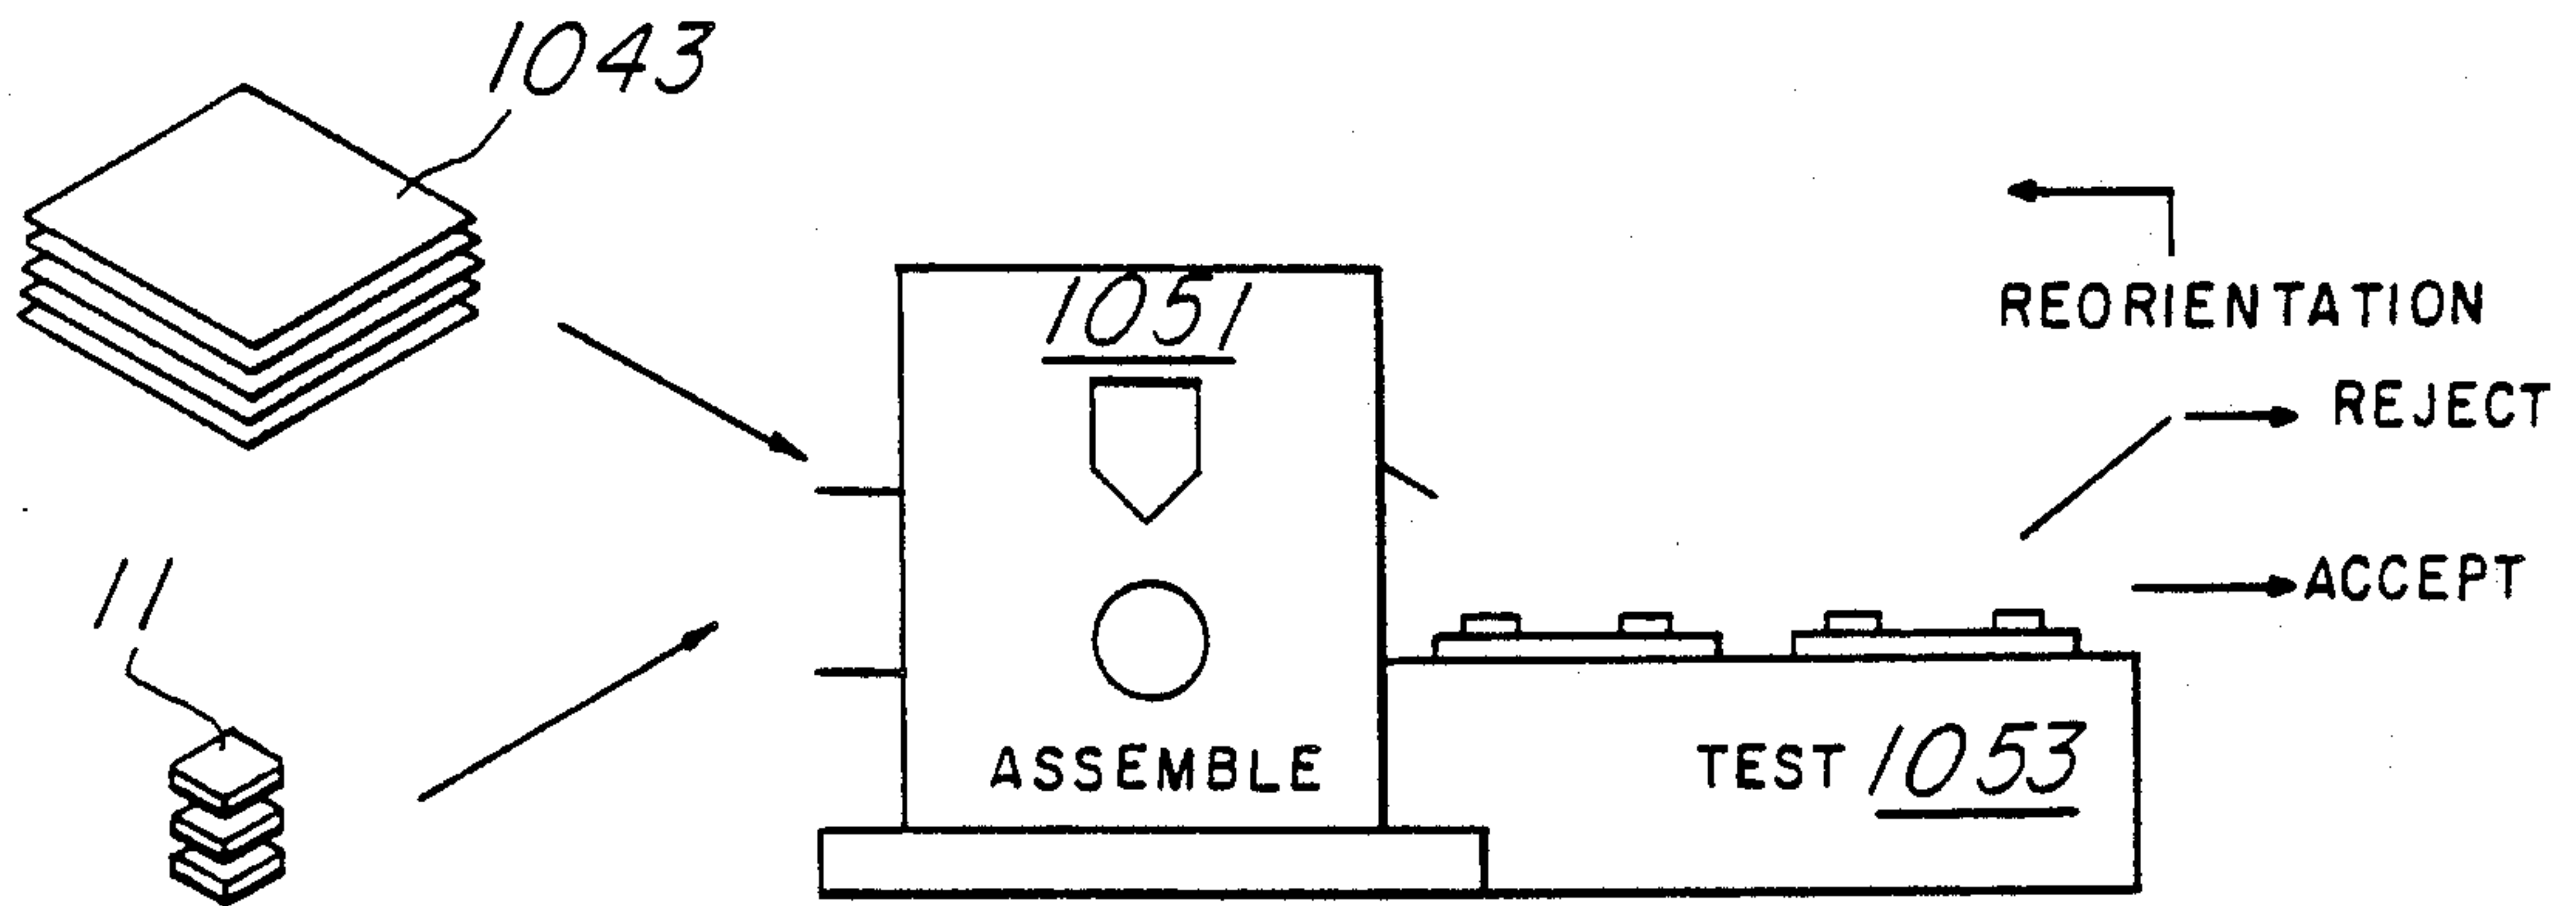 1043
1051
REORIENTATION
REJECT
11
ACCEPT
ASSEMBLE
TEST 1053